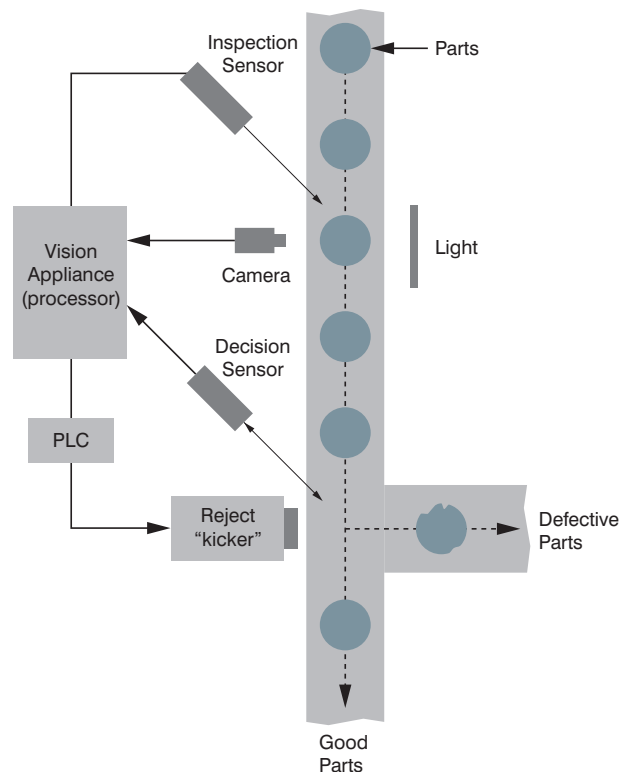 Inspection
Sensor
Parts
Vision
Appliance
(processor)
Camera
Light
Decision
Sensor
PLC
Reject
“kicker”
Defective
Parts
Good
Parts